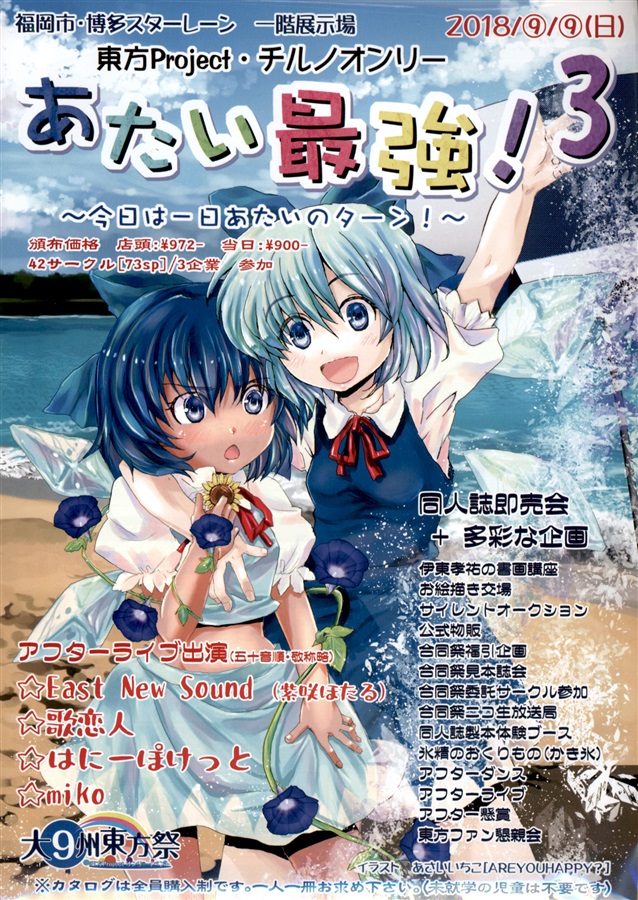 福岡市・博多スターレーン 一階展示場
2018/⑨/⑨(日)
東方Project・チルノオンリー
あたい最強!3
〜今日は一日あたいのターン!〜
頒布価格 店頭:¥972- 当日:¥900-
42サークル[73sp]/3企業 参加
同人誌即売会
+ 多彩な企画
伊東孝祐の書画講座
お絵描き交場
サイレントオークション
公式物販
合同祭福引企画
合同祭見本誌会
合同祭委託サークル参加
合同祭ニコ生放送局
同人誌製本体験ブース
氷精のおくりもの(かき氷)
アフターダンス
アフターライブ
アフター懸賞
東方ファン懇親会
アフターライブ出演(五十音順・敬称略)
☆East New Sound (紫咲ほたる)
☆歌恋人
☆はにーぽけっと
☆miko
大⑨州東方祭
イラスト あさいいちこ[AREYOUHAPPY?]
※カタログは全員購入制です。一人一冊お求め下さい。(未就学の児童は不要です)